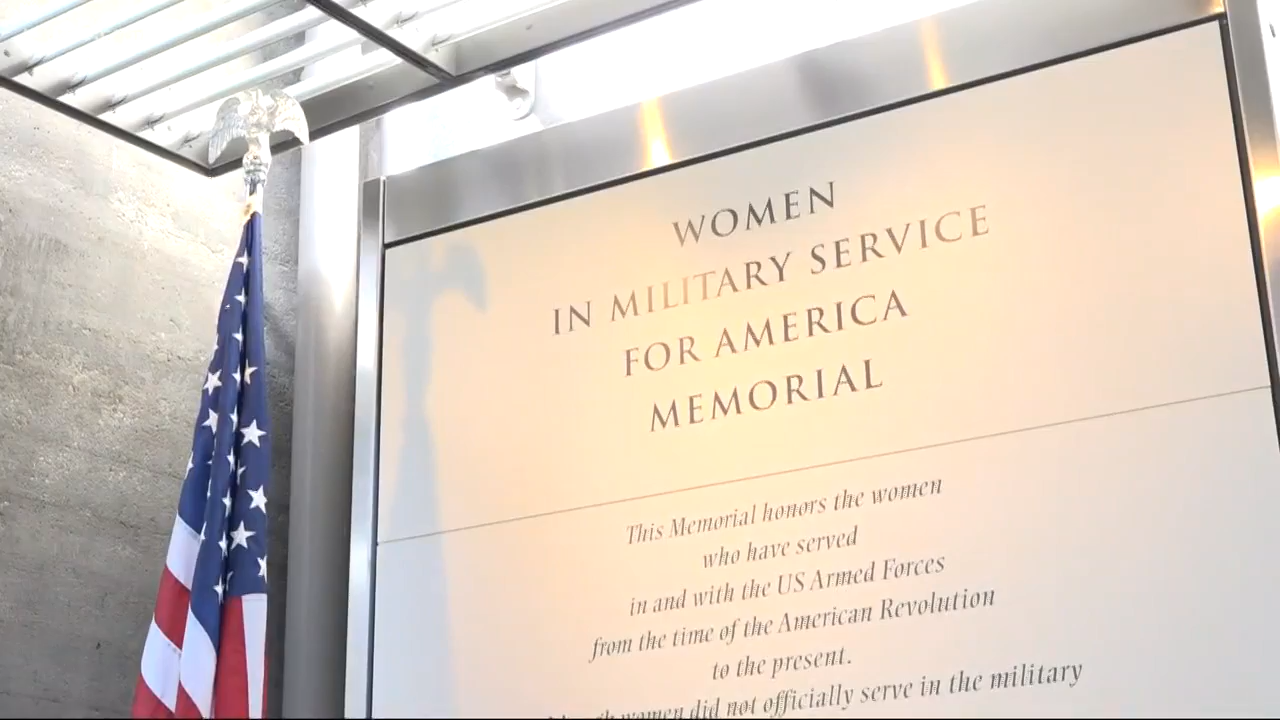 WOMEN
IN MILITARY SERVICE
FOR AMERICA
MEMORIAL
This Memorial honors the women
who have served
in and with the US Armed Forces
from the time of the American Revolution
to the present.
women did not officially serve in the military